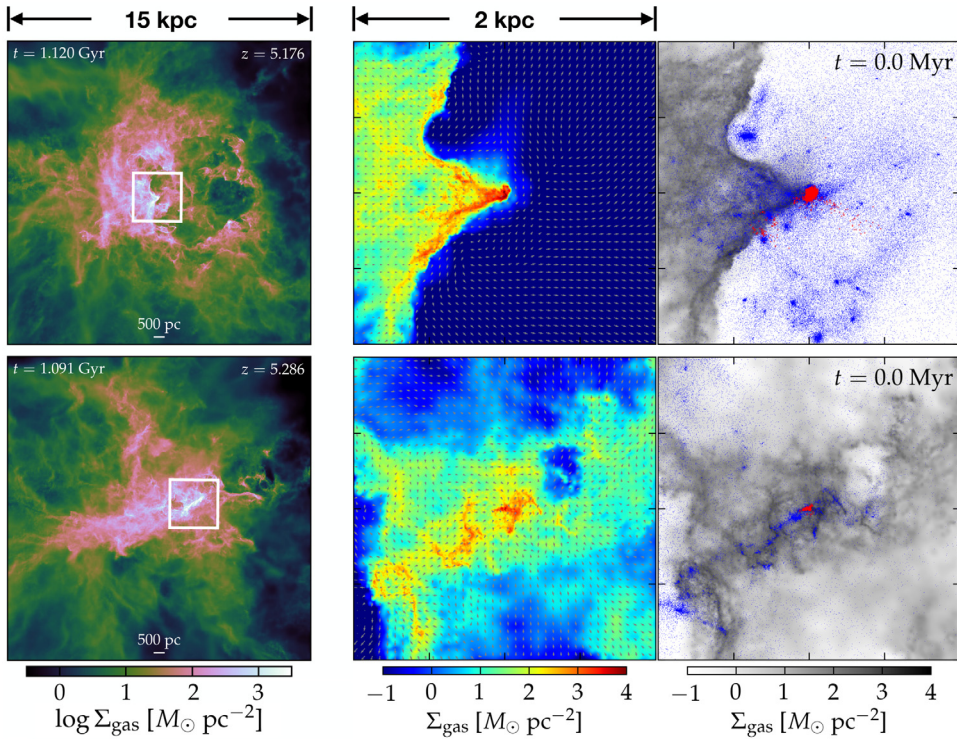 15 kpc
2 kpc
t = 1.120 Gyr
z = 5.176
500 pc
t = 0.0 Myr
t = 1.091 Gyr
z = 5.286
500 pc
t = 0.0 Myr
0 1 2 3
log Σgas [M⊙ pc−2]
−1 0 1 2 3 4
Σgas [M⊙ pc−2]
−1 0 1 2 3 4
Σgas [M⊙ pc−2]